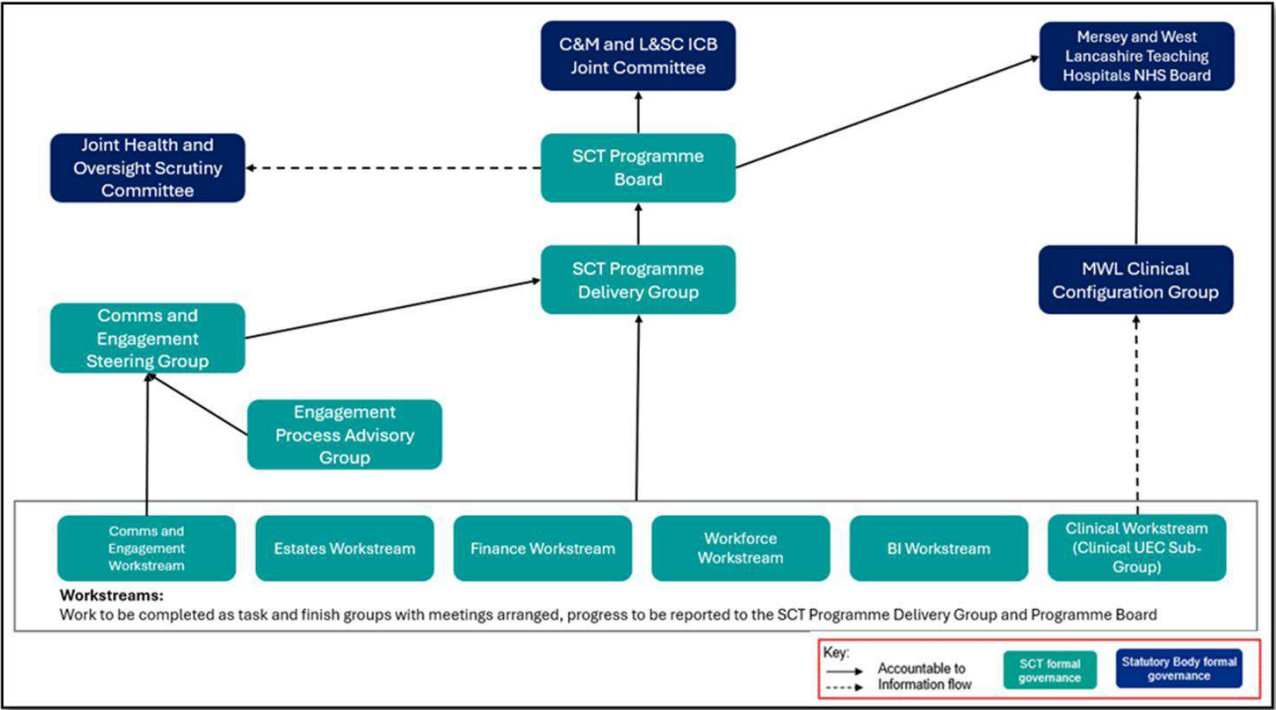 C&M and L&SC ICB
Joint Committee
Mersey and West
Lancashire Teaching
Hospitals NHS Board
Joint Health and
Oversight Scrutiny
Committee
SCT Programme
Board
SCT Programme
Delivery Group
MWL Clinical
Configuration Group
Comms and
Engagement
Steering Group
Engagement
Process Advisory
Group
Comms and
Engagement
Workstream
Estates Workstream
Finance Workstream
Workforce
Workstream
BI Workstream
Clinical Workstream
(Clinical UEC Sub-
Group)
Workstreams:
Work to be completed as task and finish groups with meetings arranged, progress to be reported to the SCT Programme Delivery Group and Programme Board
Key:
Accountable to
Information flow
SCT formal
governance
Statutory Body formal
governance